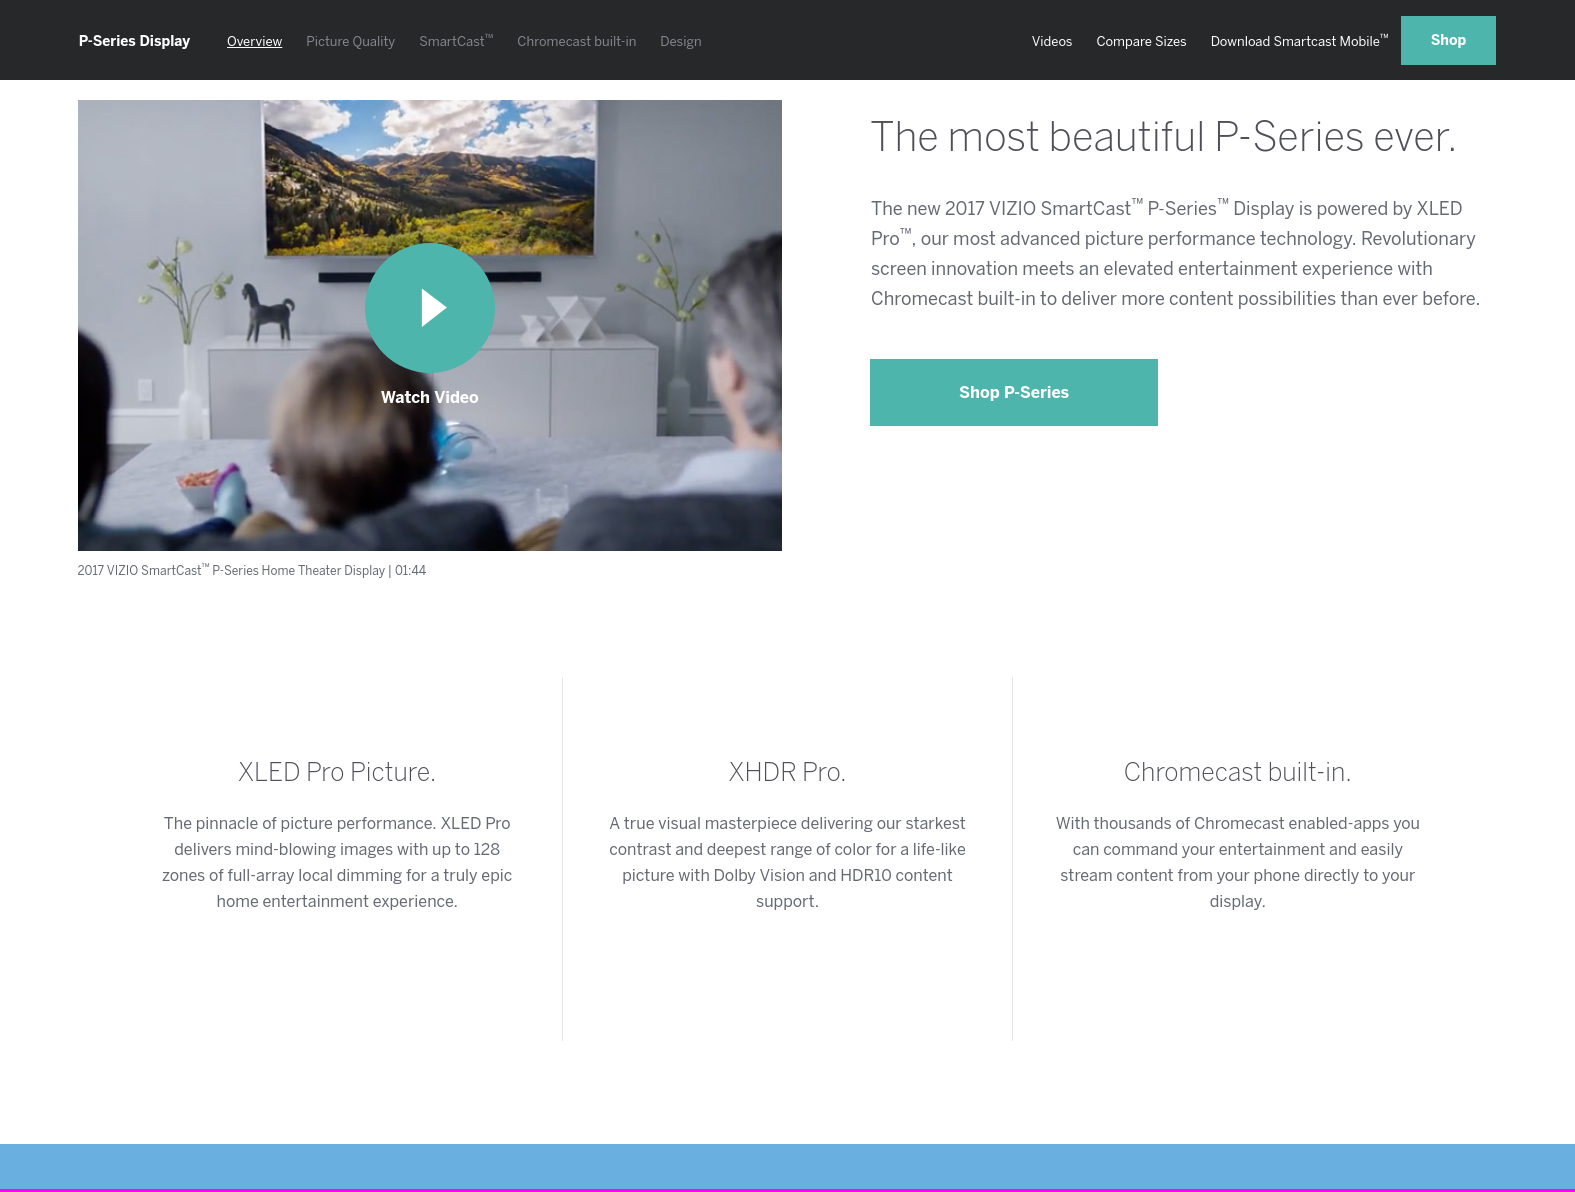 P-Series Display Overview Picture Quality SmartCast™ Chromecast built-in Design Videos Compare Sizes Download Smartcast Mobile™ Shop
The most beautiful P-Series ever.
The new 2017 VIZIO SmartCast™ P-Series™ Display is powered by XLED
Pro™, our most advanced picture performance technology. Revolutionary
screen innovation meets an elevated entertainment experience with
Chromecast built-in to deliver more content possibilities than ever before.
Shop P-Series
Watch Video
2017 VIZIO SmartCast™ P-Series Home Theater Display | 01:44
XLED Pro Picture.
The pinnacle of picture performance. XLED Pro
delivers mind-blowing images with up to 128
zones of full-array local dimming for a truly epic
home entertainment experience.
XHDR Pro.
A true visual masterpiece delivering our starkest
contrast and deepest range of color for a life-like
picture with Dolby Vision and HDR10 content
support.
Chromecast built-in.
With thousands of Chromecast enabled-apps you
can command your entertainment and easily
stream content from your phone directly to your
display.